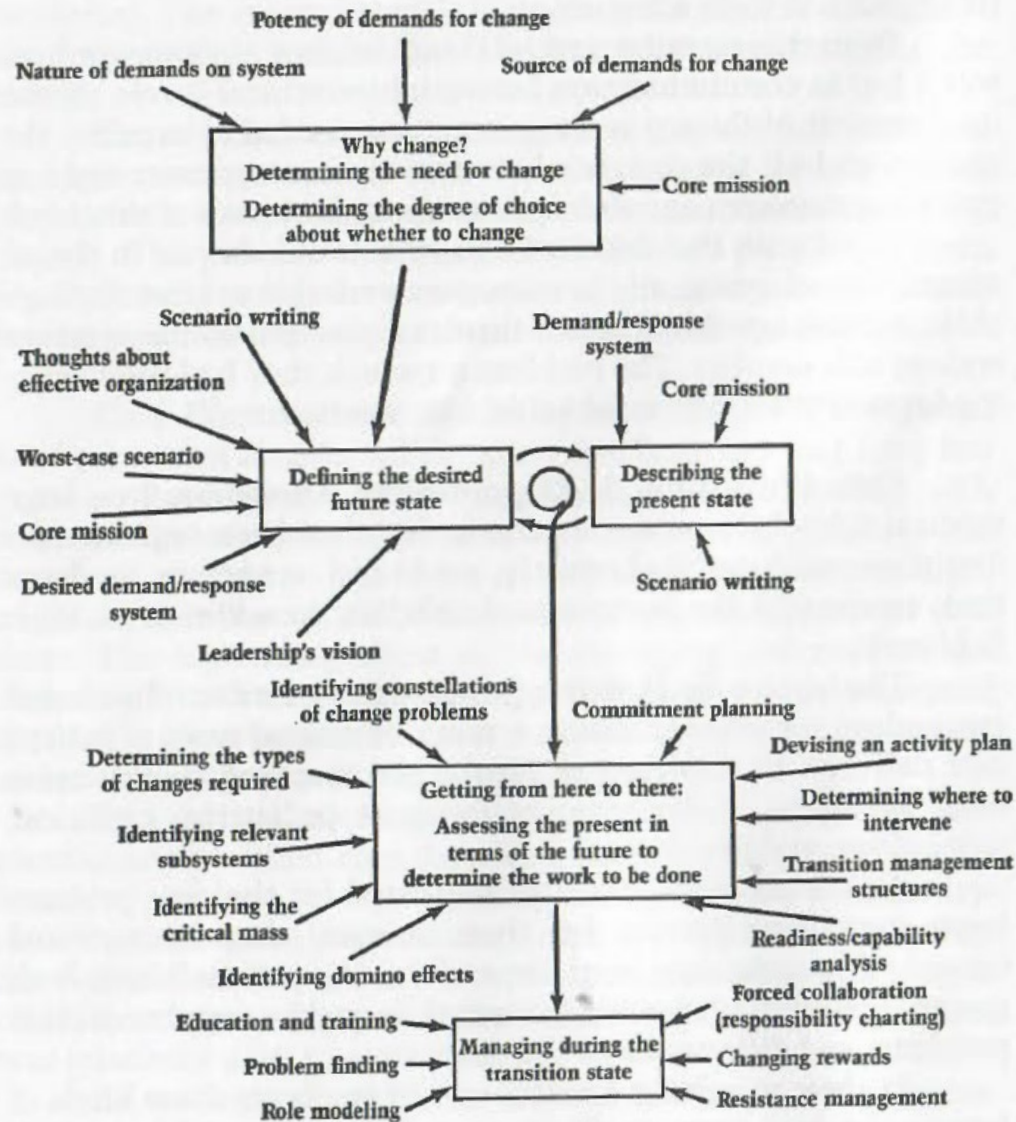 Potency of demands for change
Nature of demands on system
Source of demands for change
Why change?
Determining the need for change
Determining the degree of choice
about whether to change
Core mission
Scenario writing
Demand/response
system
Thoughts about
effective organization
Core mission
Worst-case scenario
Defining the desired
future state
Describing the
present state
Core mission
Desired demand/response
system
Scenario writing
Leadership's vision
Identifying constellations
of change problems
Commitment planning
Determining the types
of changes required
Devising an activity plan
Getting from here to there:
Assessing the present in
terms of the future to
determine the work to be done
Determining where to
intervene
Identifying relevant
subsystems
Transition management
structures
Identifying the
critical mass
Readiness/capability
analysis
Identifying domino effects
Forced collaboration
(responsibility charting)
Education and training
Managing during the
transition state
Problem finding
Changing rewards
Role modeling
Resistance management